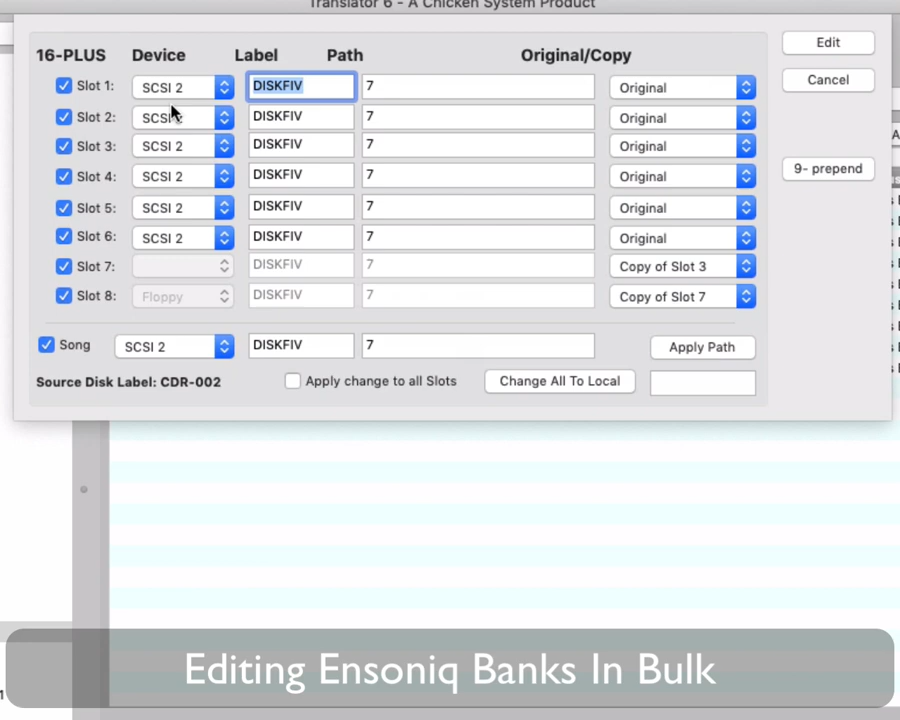 Translator 6 - A Chicken System Product
16-PLUS Device Label Path Original/Copy Edit
Slot 1: SCSI 2 DISKFIV 7 Original Cancel
Slot 2: DISKFIV 7 Original
Slot 3: SCSI 2 DISKFIV 7 Original
Slot 4: SCSI 2 DISKFIV 7 Original 9- prepend
Slot 5: SCSI 2 DISKFIV 7 Original
Slot 6: SCSI 2 DISKFIV 7 Original
Slot 7: DISKFIV 7 Copy of Slot 3
Slot 8: Floppy DISKFIV 7 Copy of Slot 7
Song SCSI 2 DISKFIV 7 Apply Path
Source Disk Label: CDR-002 Apply change to all Slots Change All To Local
Editing Ensoniq Banks In Bulk